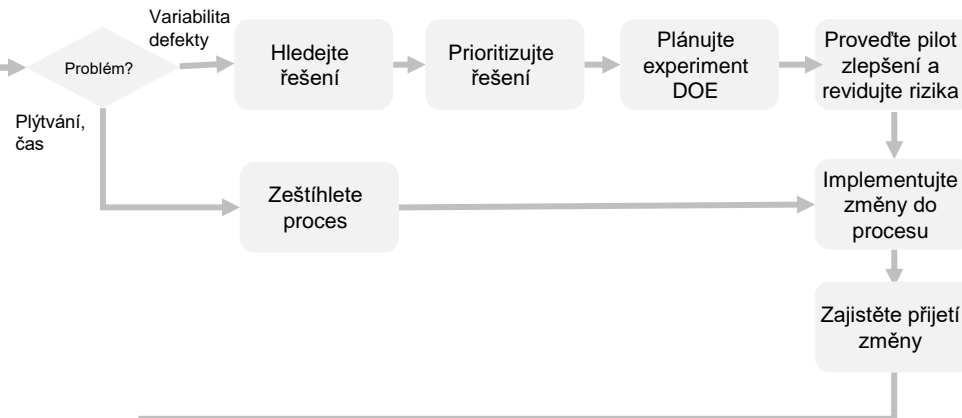 Variabilita
defekty
Problém?
Hledejte
řešení
Prioritizujte
řešení
Plánujte
experiment
DOE
Proveďte pilot
zlepšení a
revidujte rizika
Plýtvání,
čas
Zeštíhlete
proces
Implementujte
změny do
procesu
Zajistěte přijetí
změny